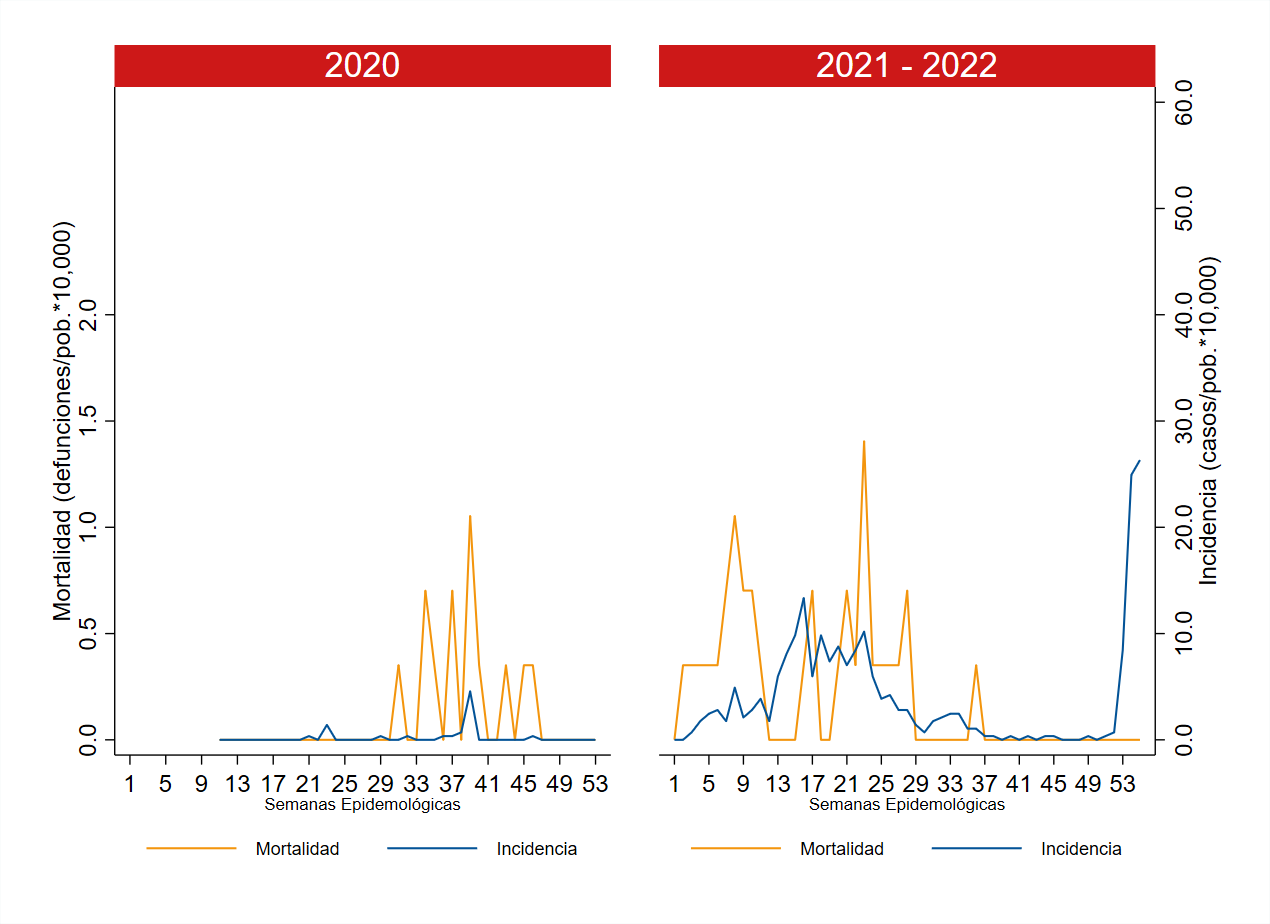 2020
2021 - 2022
Mortalidad (defunciones/pob.*10,000)
2.0
1.5
1.0
0.5
0.0
60.0
50.0
40.0
30.0
20.0
10.0
0.0
Incidencia (casos/pob.*10,000)
1 5 9 13 17 21 25 29 33 37 41 45 49 53
Semanas Epidemológicas
1 5 9 13 17 21 25 29 33 37 41 45 49 53
Semanas Epidemológicas
Mortalidad Incidencia
Mortalidad Incidencia